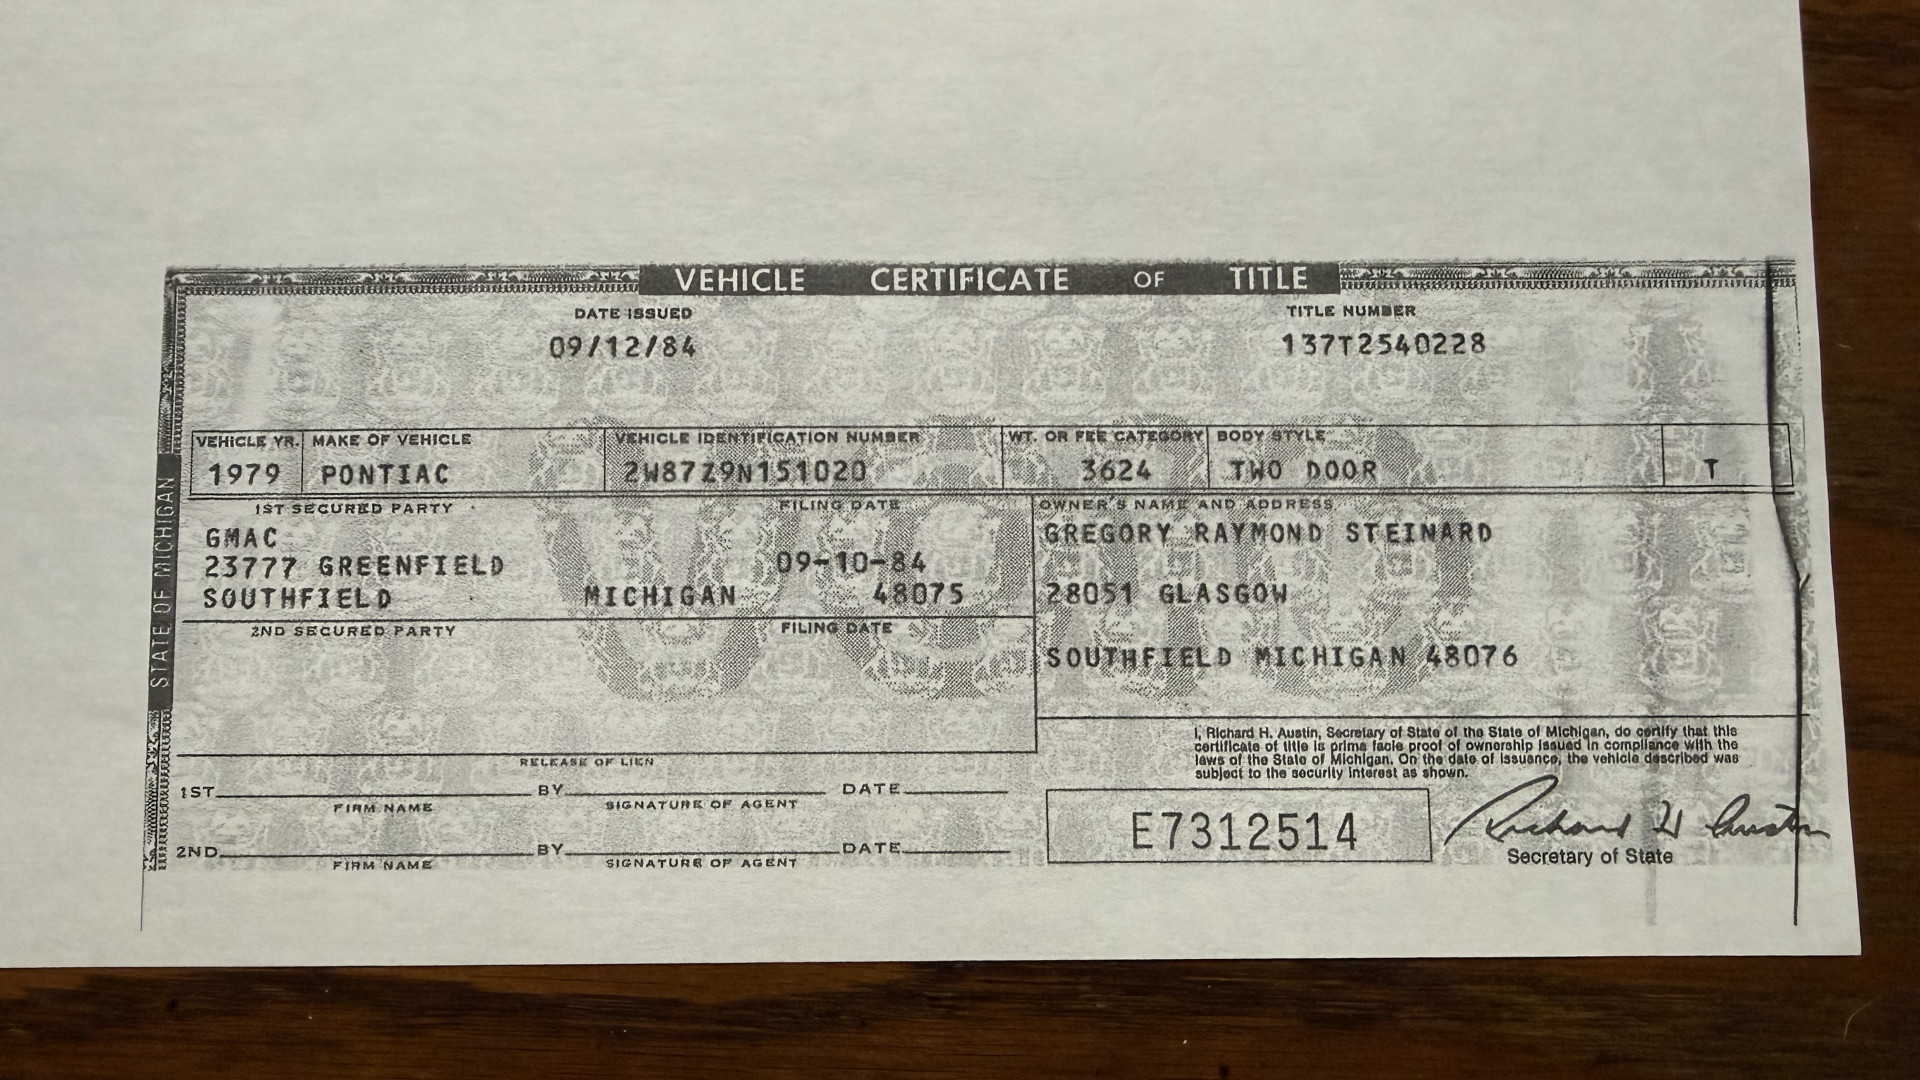 VEHICLE CERTIFICATE OF TITLE
DATE ISSUED
09/12/84
TITLE NUMBER
137T2540228
STATE OF MICHIGAN
VEHICLE YR.
1979
MAKE OF VEHICLE
PONTIAC
VEHICLE IDENTIFICATION NUMBER
2W87Z9N151020
WT. OR FEE CATEGORY
3624
BODY STYLE
TWO DOOR
T
1ST SECURED PARTY FILING DATE
GMAC
23777 GREENFIELD 09-10-84
SOUTHFIELD MICHIGAN 48075
2ND SECURED PARTY FILING DATE
OWNER'S NAME AND ADDRESS
GREGORY RAYMOND STEINARD
28051 GLASGOW
SOUTHFIELD MICHIGAN 48076
RELEASE OF LIEN
1ST BY DATE
FIRM NAME SIGNATURE OF AGENT
2ND BY DATE
FIRM NAME SIGNATURE OF AGENT
I, Richard H. Austin, Secretary of State of the State of Michigan, do certify that this
certificate of title is prima facie proof of ownership issued in compliance with the
laws of the State of Michigan. On the date of issuance, the vehicle described was
subject to the security interest as shown.
E7312514
Richard H Austin
Secretary of State